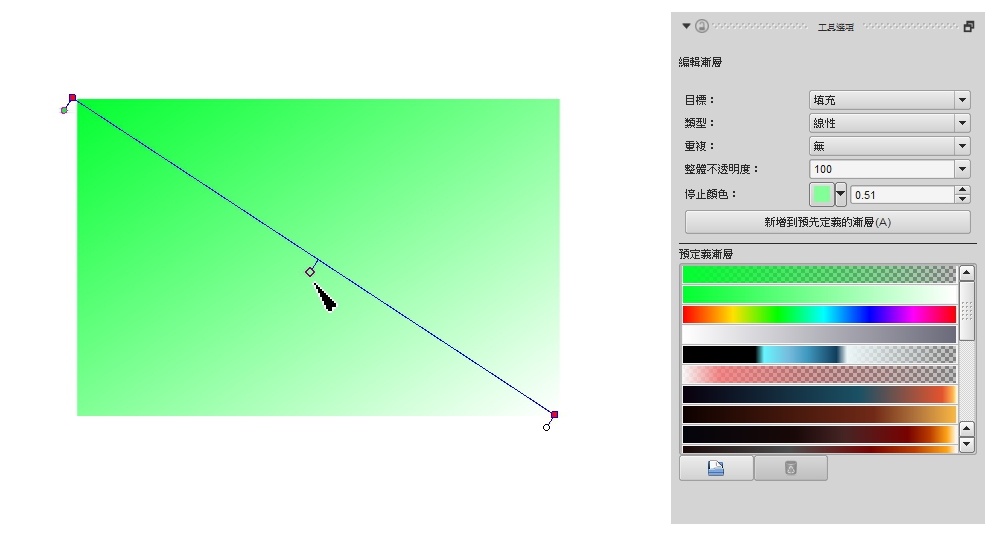 工具選項
編輯漸層
目標：
填充
類型：
線性
重複：
無
整體不透明度：
100
停止顏色：
0.51
新增到預先定義的漸層(A)
預定義漸層